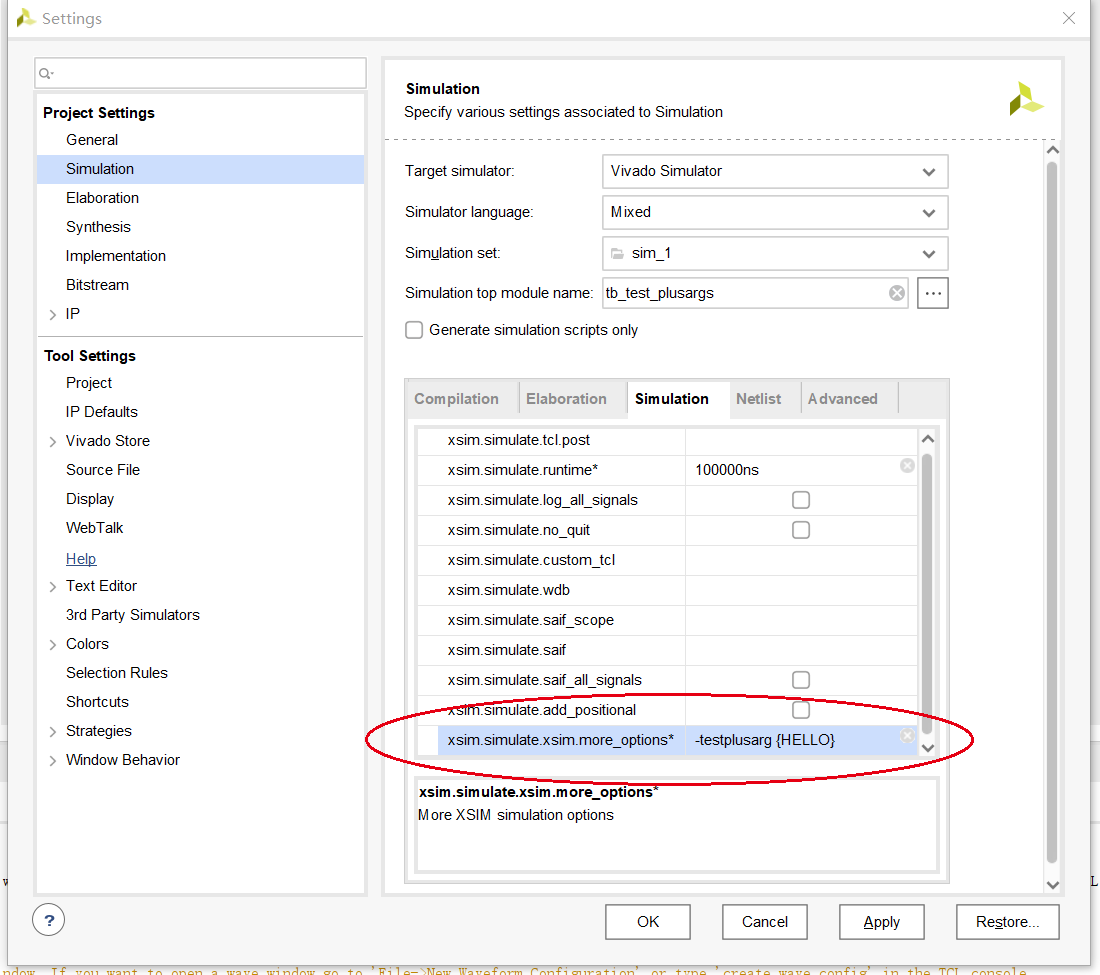 Settings
Project Settings
General
Simulation
Elaboration
Synthesis
Implementation
Bitstream
IP
Tool Settings
Project
IP Defaults
Vivado Store
Source File
Display
WebTalk
Help
Text Editor
3rd Party Simulators
Colors
Selection Rules
Shortcuts
Strategies
Window Behavior
Simulation
Specify various settings associated to Simulation
Target simulator: Vivado Simulator
Simulator language: Mixed
Simulation set: sim_1
Simulation top module name: tb_test_plusargs ...
Generate simulation scripts only
Compilation Elaboration Simulation Netlist Advanced
xsim.simulate.tcl.post
xsim.simulate.runtime* 100000ns
xsim.simulate.log_all_signals
xsim.simulate.no_quit
xsim.simulate.custom_tcl
xsim.simulate.wdb
xsim.simulate.saif_scope
xsim.simulate.saif
xsim.simulate.saif_all_signals
xsim.simulate.add_positional
xsim.simulate.xsim.more_options* -testplusarg {HELLO}
xsim.simulate.xsim.more_options*
More XSIM simulation options
? OK Cancel Apply Restore...
ndow. If you want to open a wave window go to 'File->New Waveform Configuration' or type 'create_wave_config' in the TCL console.